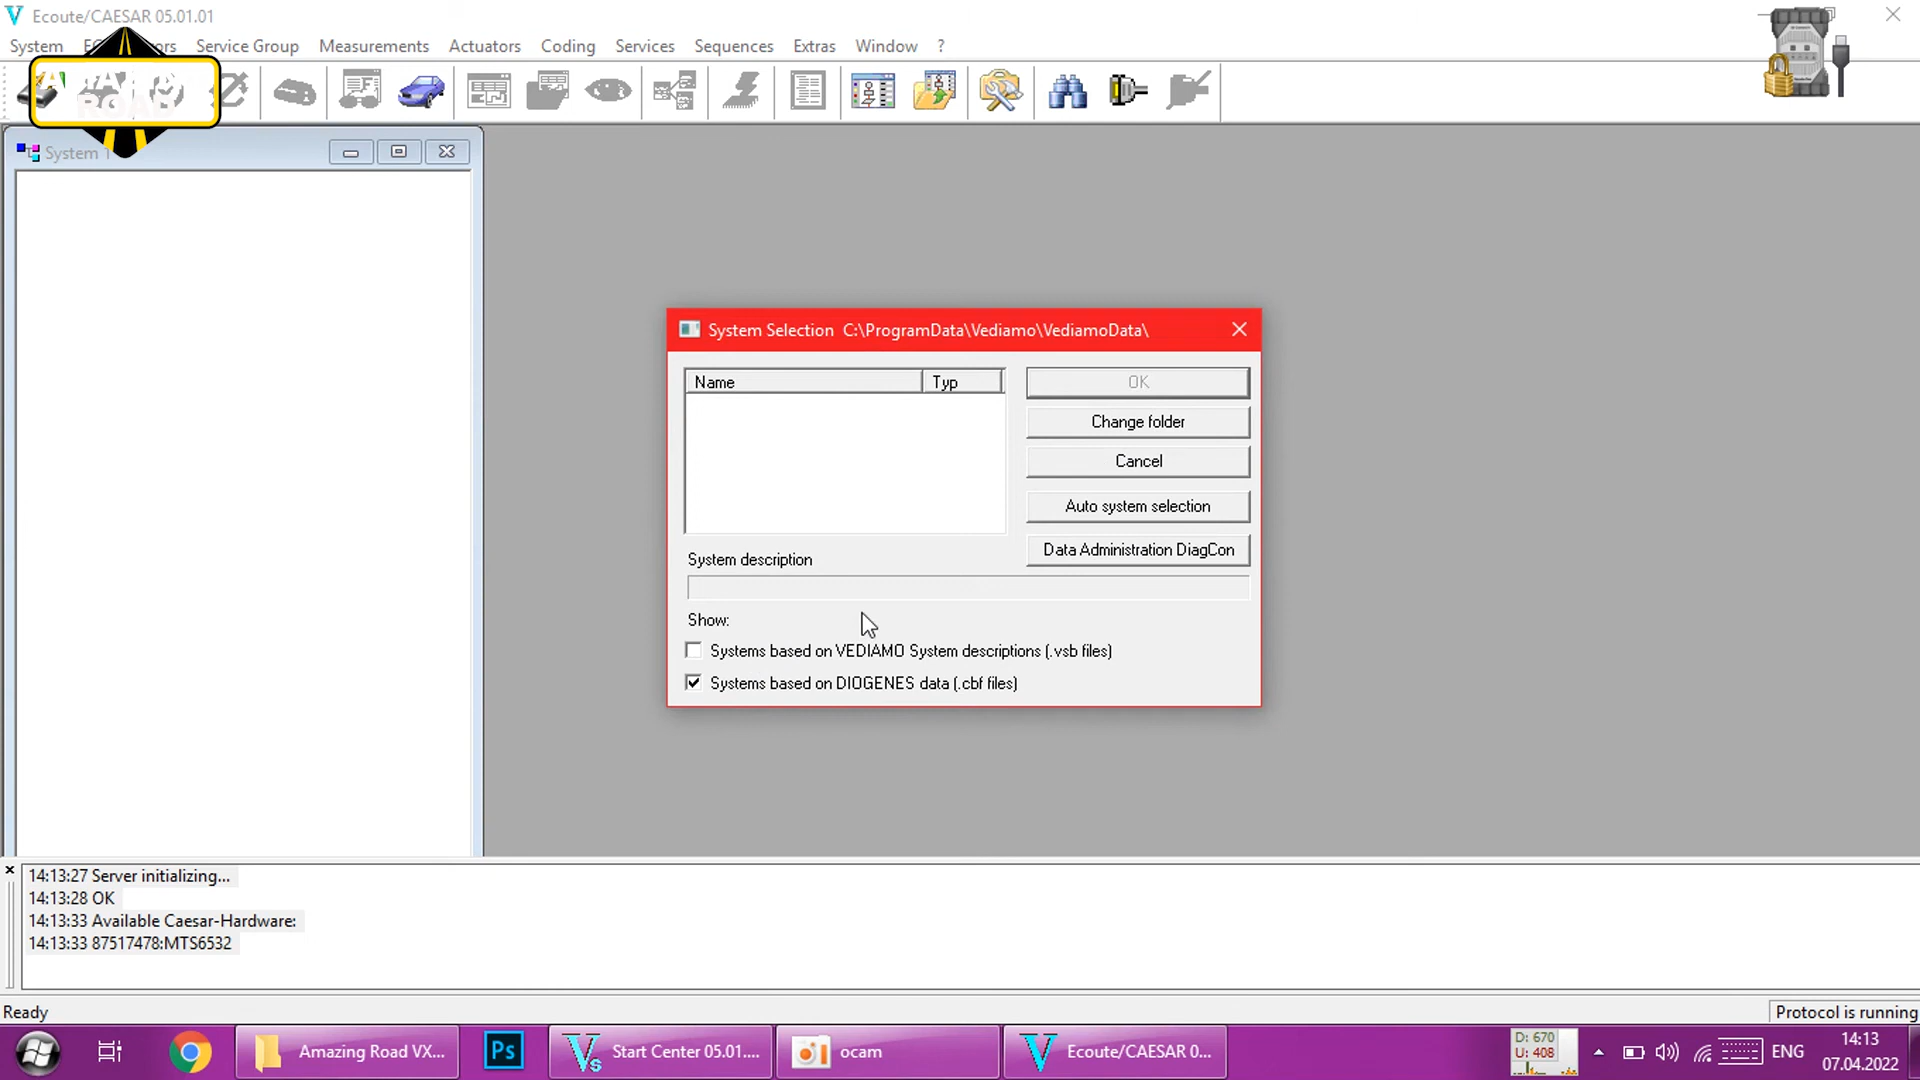 Ecoute/CAESAR 05.01.01
System
Service Group
Measurements
Actuators
Coding
Services
Sequences
Extras
Window
?
ROAD
System 1
System Selection C:\ProgramData\Vediamo\VediamoData\
Name
Typ
OK
Change folder
Cancel
Auto system selection
Data Administration DiagCon
System description
Show:
Systems based on VEDIAMO System descriptions (.vsb files)
Systems based on DIOGENES data (.cbf files)
14:13:27 Server initializing...
14:13:28 OK
14:13:33 Available Caesar-Hardware:
14:13:33 87517478:MTS6532
Ready
Protocol is running
Amazing Road VX...
Ps
Start Center 05.01....
ocam
Ecoute/CAESAR 0...
D: 670
U: 408
ENG
14:13
07.04.2022